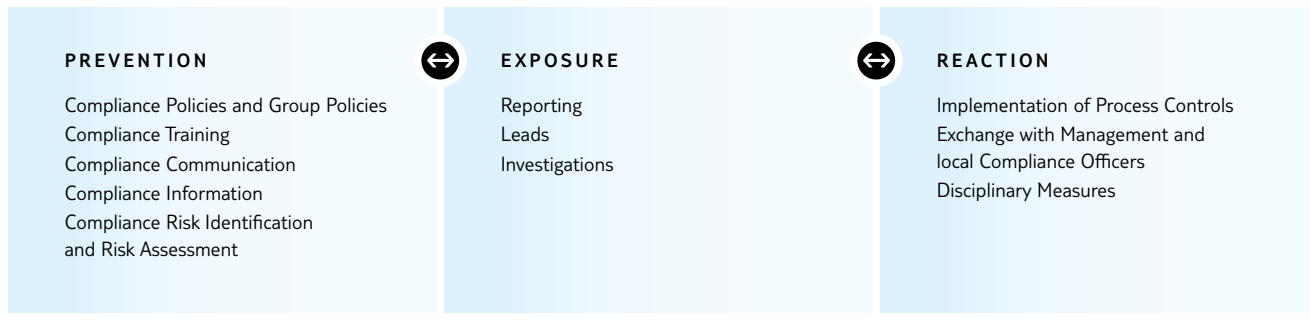 PREVENTION
Compliance Policies and Group Policies
Compliance Training
Compliance Communication
Compliance Information
Compliance Risk Identification
and Risk Assessment
EXPOSURE
Reporting
Leads
Investigations
REACTION
Implementation of Process Controls
Exchange with Management and
local Compliance Officers
Disciplinary Measures